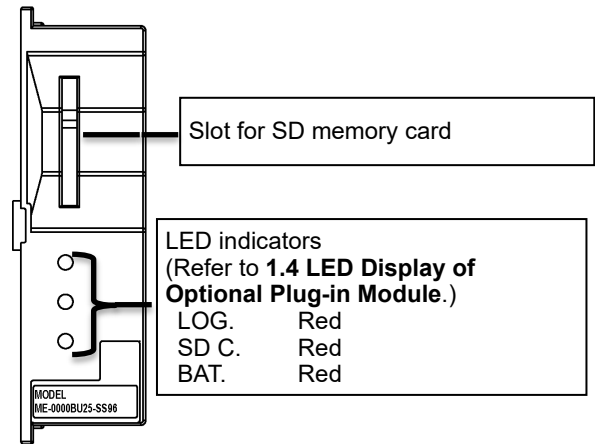 Slot for SD memory card
LED indicators
(Refer to 1.4 LED Display of
Optional Plug-in Module.)
LOG. Red
SD C. Red
BAT. Red
MODEL
ME-0000BU25-SS96